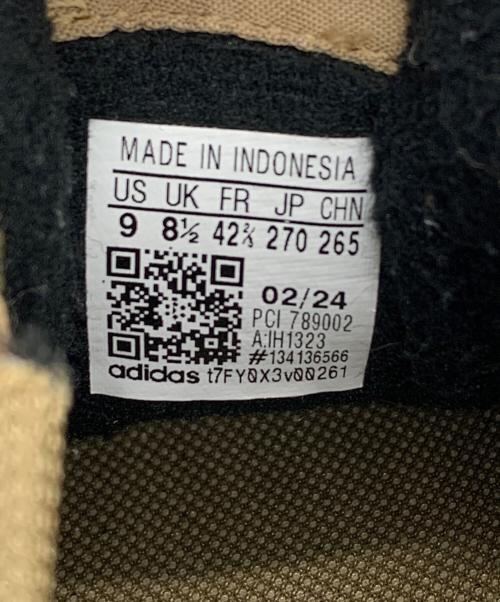 MADE IN INDONESIA
US UK FR JP CHN
9 8½ 42⅔ 270 265
02/24
PCI 789002
A:IH1323
#134136566
adidas t7FY0X3v00261